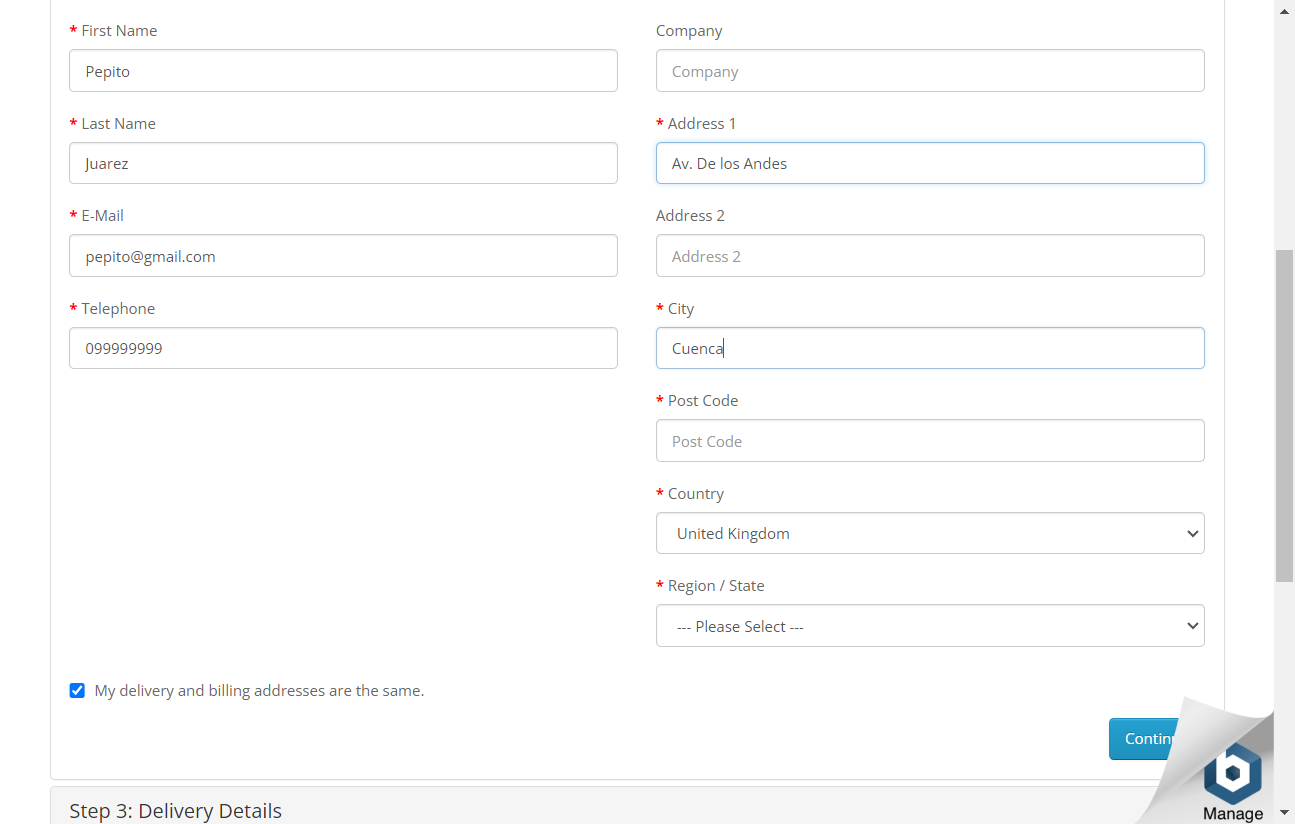 * First Name
Pepito
* Last Name
Juarez
* E-Mail
pepito@gmail.com
* Telephone
099999999
Company
Company
* Address 1
Av. De los Andes
Address 2
Address 2
* City
Cuenca
* Post Code
Post Code
* Country
United Kingdom
* Region / State
--- Please Select ---
My delivery and billing addresses are the same.
Contin
Step 3: Delivery Details
Manage